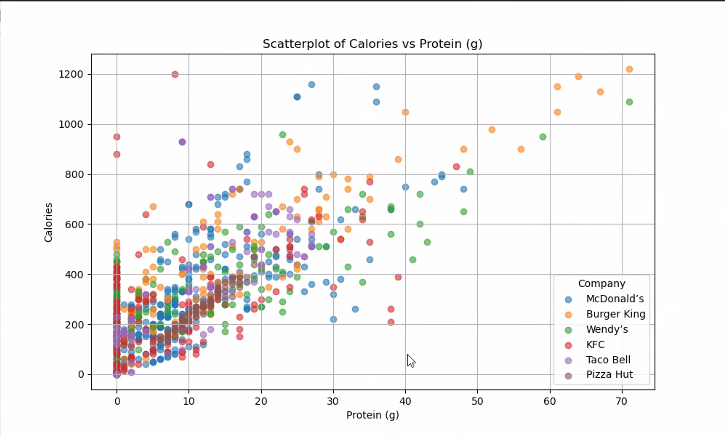 Scatterplot of Calories vs Protein (g)
1200
1000
800
600
400
200
0
Calories
0 10 20 30 40 50 60 70
Protein (g)
Company
McDonald's
Burger King
Wendy's
KFC
Taco Bell
Pizza Hut